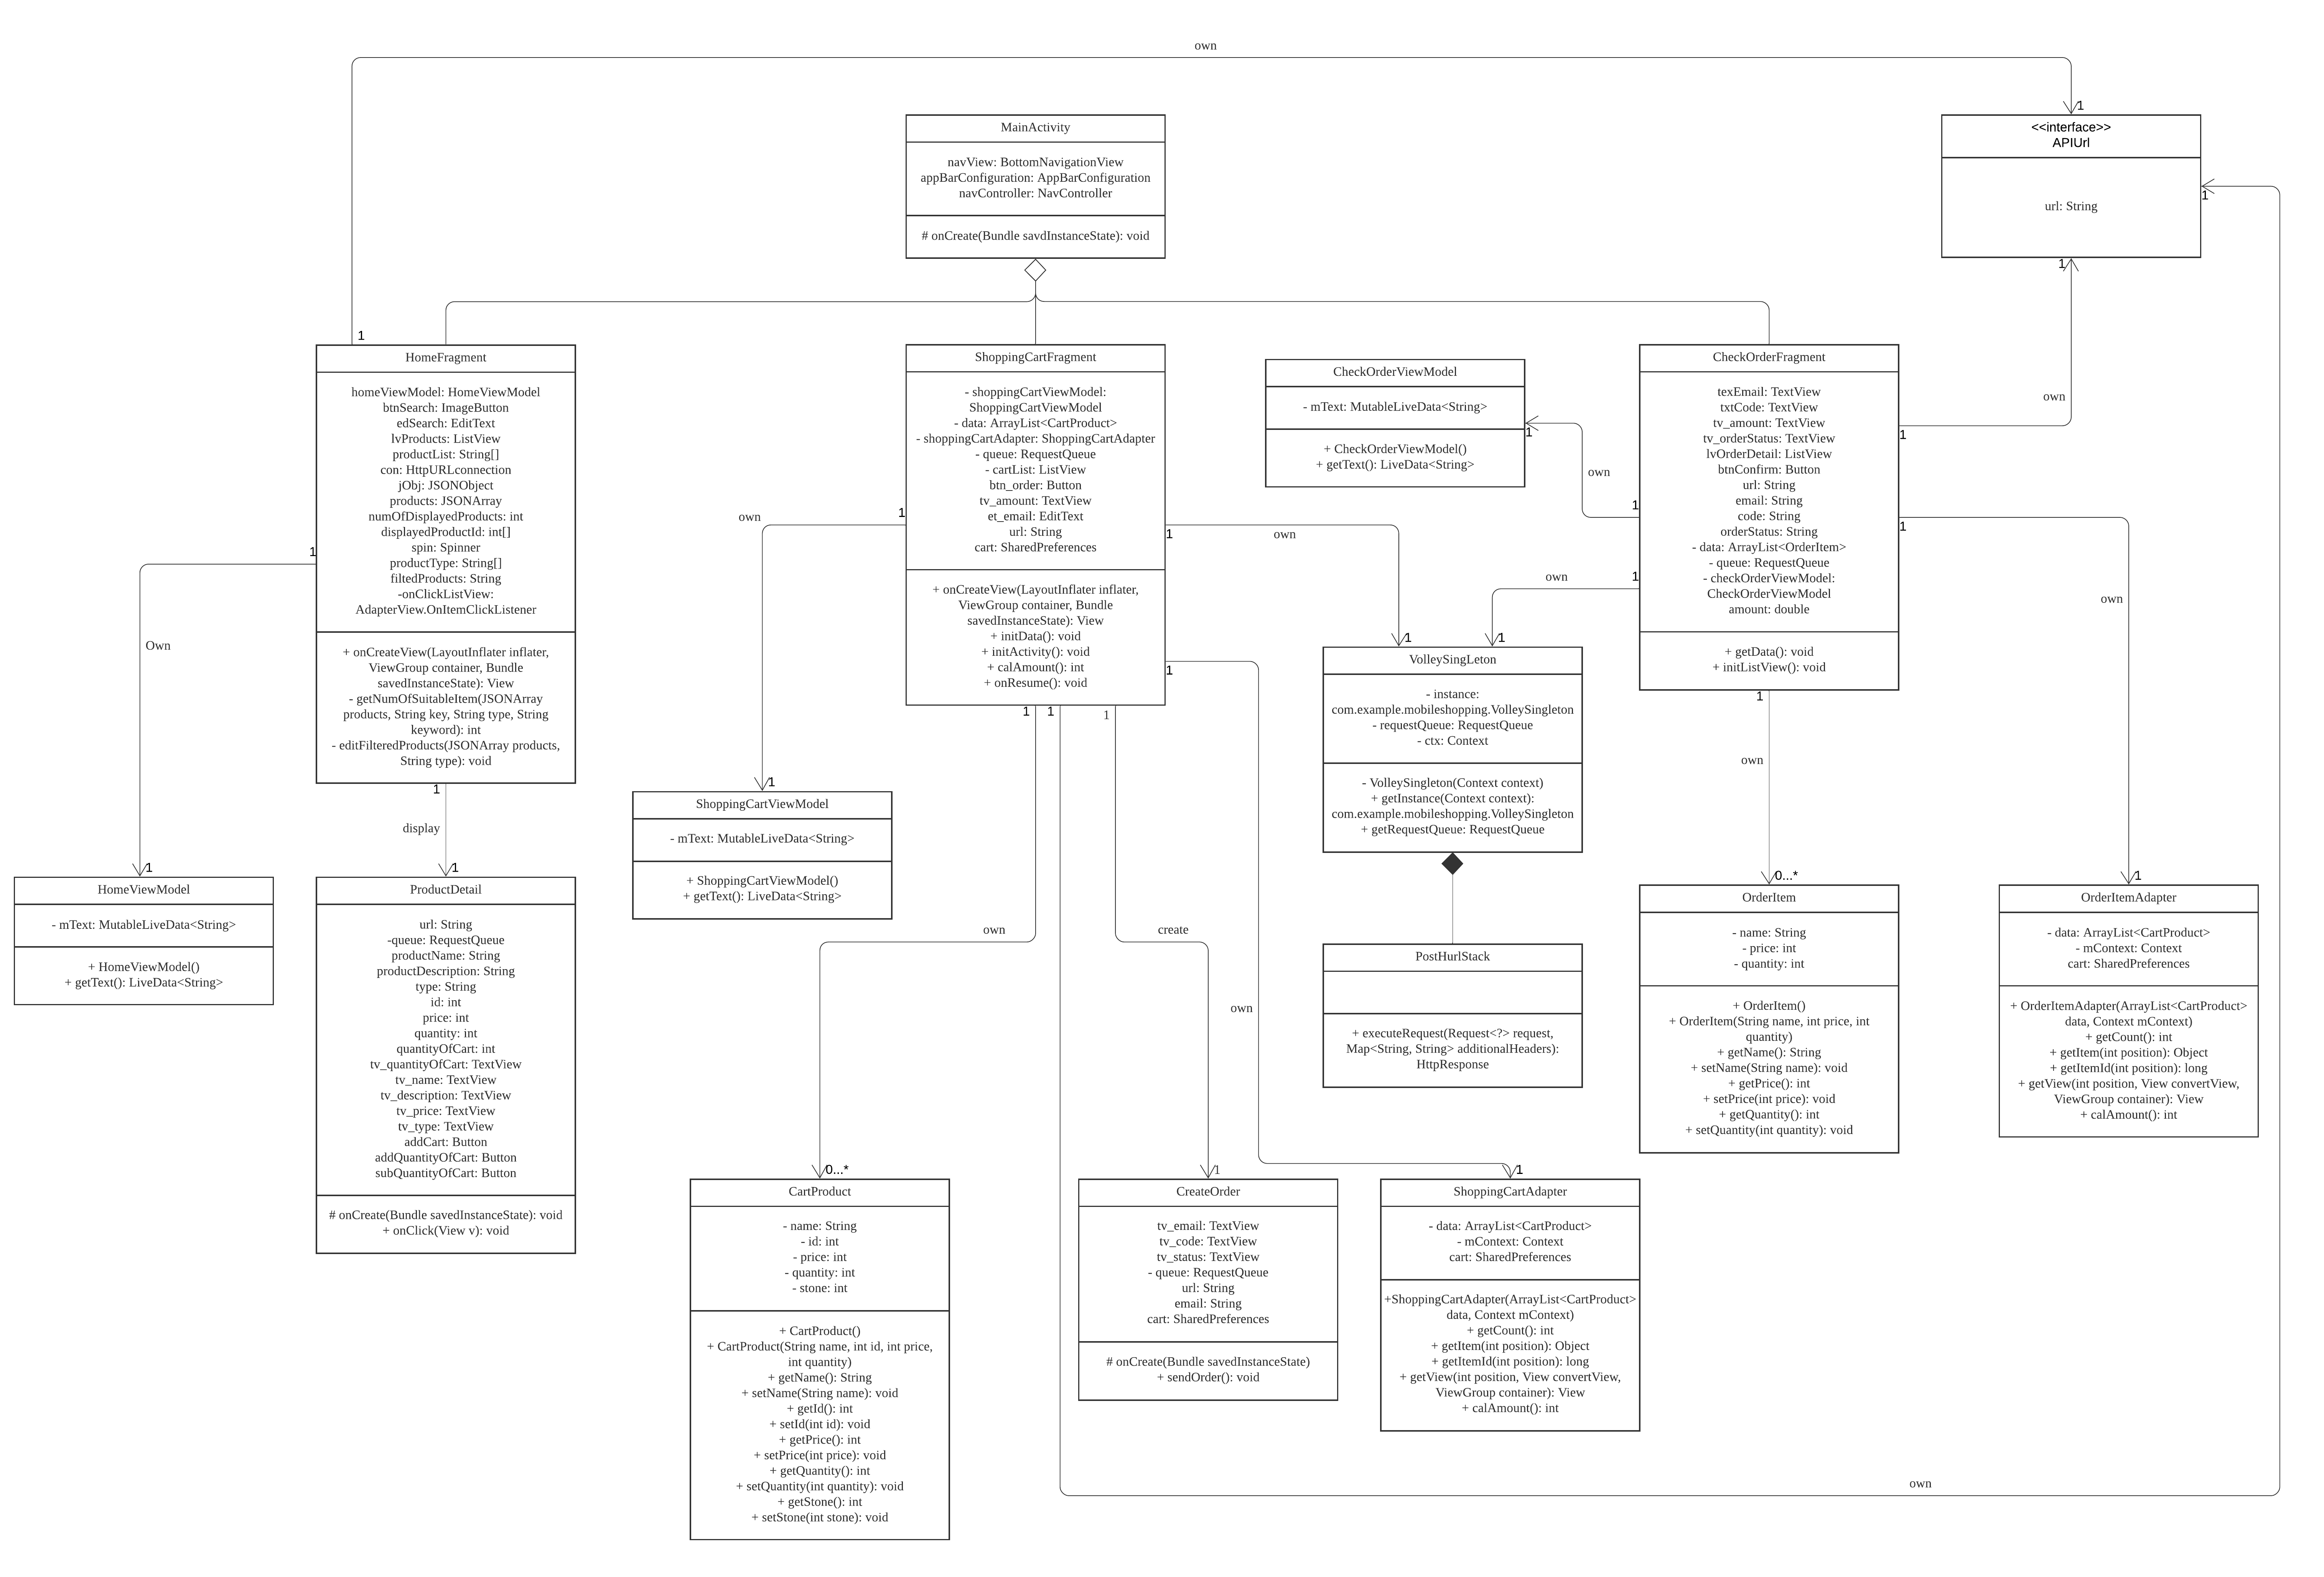 own
MainActivity
navView: BottomNavigationView
appBarConfiguration: AppBarConfiguration
navController: NavController
# onCreate(Bundle savdInstanceState): void
1
<<interface>>
APIUrl
url: String
1
1
1
HomeFragment
homeViewModel: HomeViewModel
btnSearch: ImageButton
edSearch: EditText
lvProducts: ListView
productList: String[]
con: HttpURLconnection
jObj: JSONObject
products: JSONArray
numOfDisplayedProducts: int
displayedProductId: int[]
spin: Spinner
productType: String[]
filtedProducts: String
-onClickListView:
AdapterView.OnItemClickListener
+ onCreateView(LayoutInflater inflater,
ViewGroup container, Bundle
savedInstanceState): View
- getNumOfSuitableItem(JSONArray
products, String key, String type, String
keyword): int
- editFilteredProducts(JSONArray products,
String type): void
1
Own
1
display
1
1
ShoppingCartFragment
- shoppingCartViewModel:
ShoppingCartViewModel
- data: ArrayList<CartProduct>
- shoppingCartAdapter: ShoppingCartAdapter
- queue: RequestQueue
- cartList: ListView
btn_order: Button
tv_amount: TextView
et_email: EditText
url: String
cart: SharedPreferences
+ onCreateView(LayoutInflater inflater,
ViewGroup container, Bundle
savedInstanceState): View
+ initData(): void
+ initActivity(): void
+ calAmount(): int
+ onResume(): void
1
own
1
1
own
1
1
1
1
1
CheckOrderViewModel
- mText: MutableLiveData<String>
+ CheckOrderViewModel()
+ getText(): LiveData<String>
1
own
1
CheckOrderFragment
texEmail: TextView
txtCode: TextView
tv_amount: TextView
tv_orderStatus: TextView
lvOrderDetail: ListView
btnConfirm: Button
url: String
email: String
code: String
orderStatus: String
- data: ArrayList<OrderItem>
- queue: RequestQueue
- checkOrderViewModel:
CheckOrderViewModel
amount: double
+ getData(): void
+ initListView(): void
own
1
1
own
1
own
1
1
own
0...*
1
VolleySingLeton
- instance:
com.example.mobileshopping.VolleySingleton
- requestQueue: RequestQueue
- ctx: Context
- VolleySingleton(Context context)
+ getInstance(Context context):
com.example.mobileshopping.VolleySingleton
+ getRequestQueue: RequestQueue
ShoppingCartViewModel
- mText: MutableLiveData<String>
+ ShoppingCartViewModel()
+ getText(): LiveData<String>
HomeViewModel
- mText: MutableLiveData<String>
+ HomeViewModel()
+ getText(): LiveData<String>
ProductDetail
url: String
-queue: RequestQueue
productName: String
productDescription: String
type: String
id: int
price: int
quantity: int
quantityOfCart: int
tv_quantityOfCart: TextView
tv_name: TextView
tv_description: TextView
tv_price: TextView
tv_type: TextView
addCart: Button
addQuantityOfCart: Button
subQuantityOfCart: Button
# onCreate(Bundle savedInstanceState): void
+ onClick(View v): void
own
create
own
PostHurlStack
+ executeRequest(Request<?> request,
Map<String, String> additionalHeaders):
HttpResponse
OrderItem
- name: String
- price: int
- quantity: int
+ OrderItem()
+ OrderItem(String name, int price, int
quantity)
+ getName(): String
+ setName(String name): void
+ getPrice(): int
+ setPrice(int price): void
+ getQuantity(): int
+ setQuantity(int quantity): void
OrderItemAdapter
- data: ArrayList<CartProduct>
- mContext: Context
cart: SharedPreferences
+ OrderItemAdapter(ArrayList<CartProduct>
data, Context mContext)
+ getCount(): int
+ getItem(int position): Object
+ getItemId(int position): long
+ getView(int position, View convertView,
ViewGroup container): View
+ calAmount(): int
0...*
CartProduct
- name: String
- id: int
- price: int
- quantity: int
- stone: int
+ CartProduct()
+ CartProduct(String name, int id, int price,
int quantity)
+ getName(): String
+ setName(String name): void
+ getId(): int
+ setId(int id): void
+ getPrice(): int
+ setPrice(int price): void
+ getQuantity(): int
+ setQuantity(int quantity): void
+ getStone(): int
+ setStone(int stone): void
1
CreateOrder
tv_email: TextView
tv_code: TextView
tv_status: TextView
- queue: RequestQueue
url: String
email: String
cart: SharedPreferences
# onCreate(Bundle savedInstanceState)
+ sendOrder(): void
1
ShoppingCartAdapter
- data: ArrayList<CartProduct>
- mContext: Context
cart: SharedPreferences
+ShoppingCartAdapter(ArrayList<CartProduct>
data, Context mContext)
+ getCount(): int
+ getItem(int position): Object
+ getItemId(int position): long
+ getView(int position, View convertView,
ViewGroup container): View
+ calAmount(): int
own